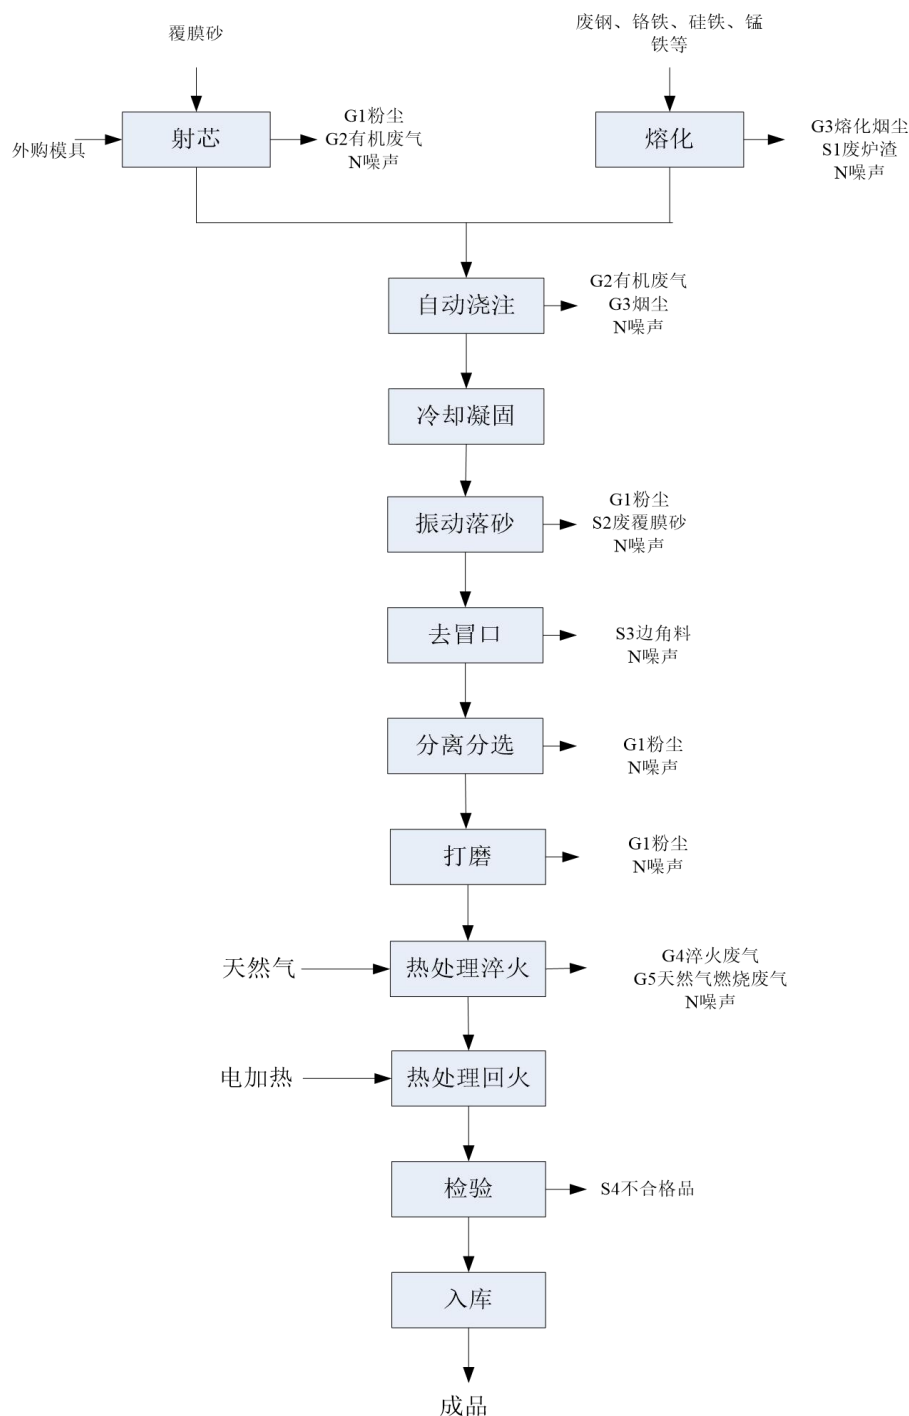 覆膜砂
废钢、铬铁、硅铁、锰
铁等
外购模具
射芯
G1粉尘
G2有机废气
N噪声
熔化
G3熔化烟尘
S1废炉渣
N噪声
自动浇注
G2有机废气
G3烟尘
N噪声
冷却凝固
振动落砂
G1粉尘
S2废覆膜砂
N噪声
去冒口
S3边角料
N噪声
分离分选
G1粉尘
N噪声
打磨
G1粉尘
N噪声
天然气
热处理淬火
G4淬火废气
G5天然气燃烧废气
N噪声
电加热
热处理回火
检验
S4不合格品
入库
成品